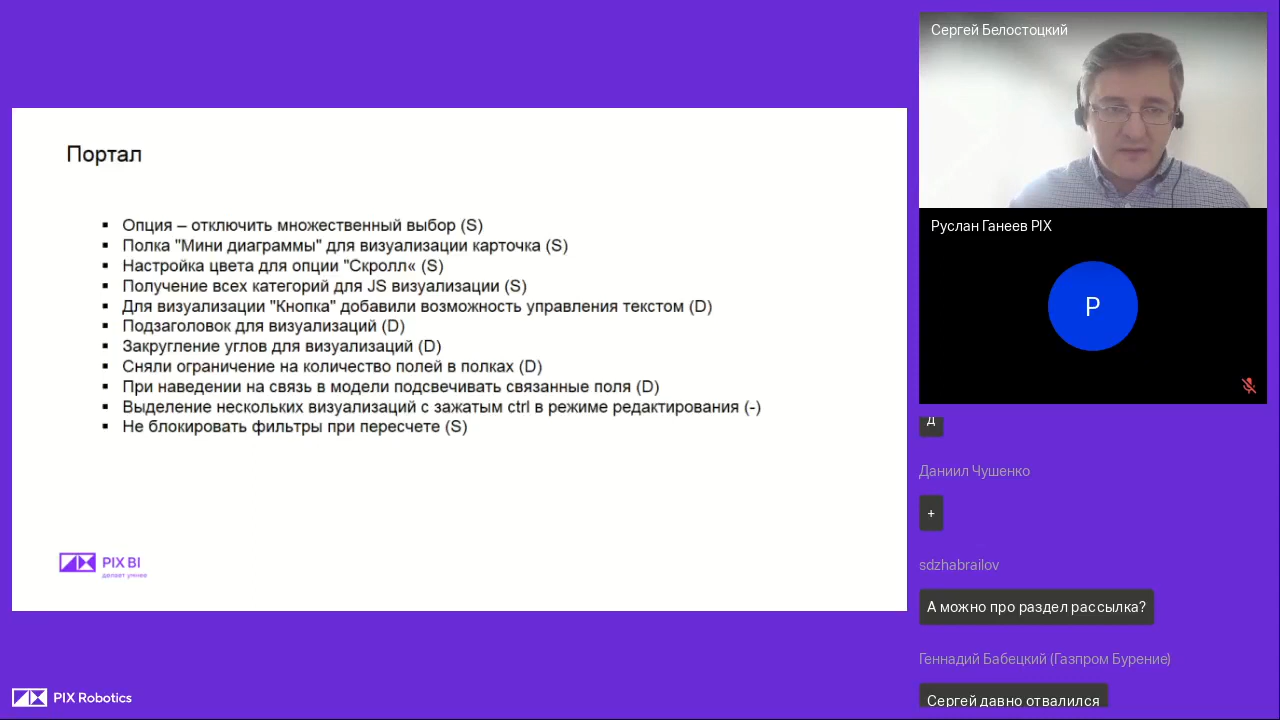 Портал
▪ Опция – отключить множественный выбор (S)
▪ Полка "Мини диаграммы" для визуализации карточка (S)
▪ Настройка цвета для опции "Скролл« (S)
▪ Получение всех категорий для JS визуализации (S)
▪ Для визуализации "Кнопка" добавили возможность управления текстом (D)
▪ Подзаголовок для визуализаций (D)
▪ Закругление углов для визуализаций (D)
▪ Сняли ограничение на количество полей в полках (D)
▪ При наведении на связь в модели подсвечивать связанные поля (D)
▪ Выделение нескольких визуализаций с зажатым ctrl в режиме редактирования (-)
▪ Не блокировать фильтры при пересчете (S)
PIX BI
делает умнее
PIX Robotics
Сергей Белостоцкий
Руслан Ганеев PIX
Р
д
Даниил Чушенко
+
sdzhabrailov
А можно про раздел рассылка?
Геннадий Бабецкий (Газпром Бурение)
Сергей давно отвалился